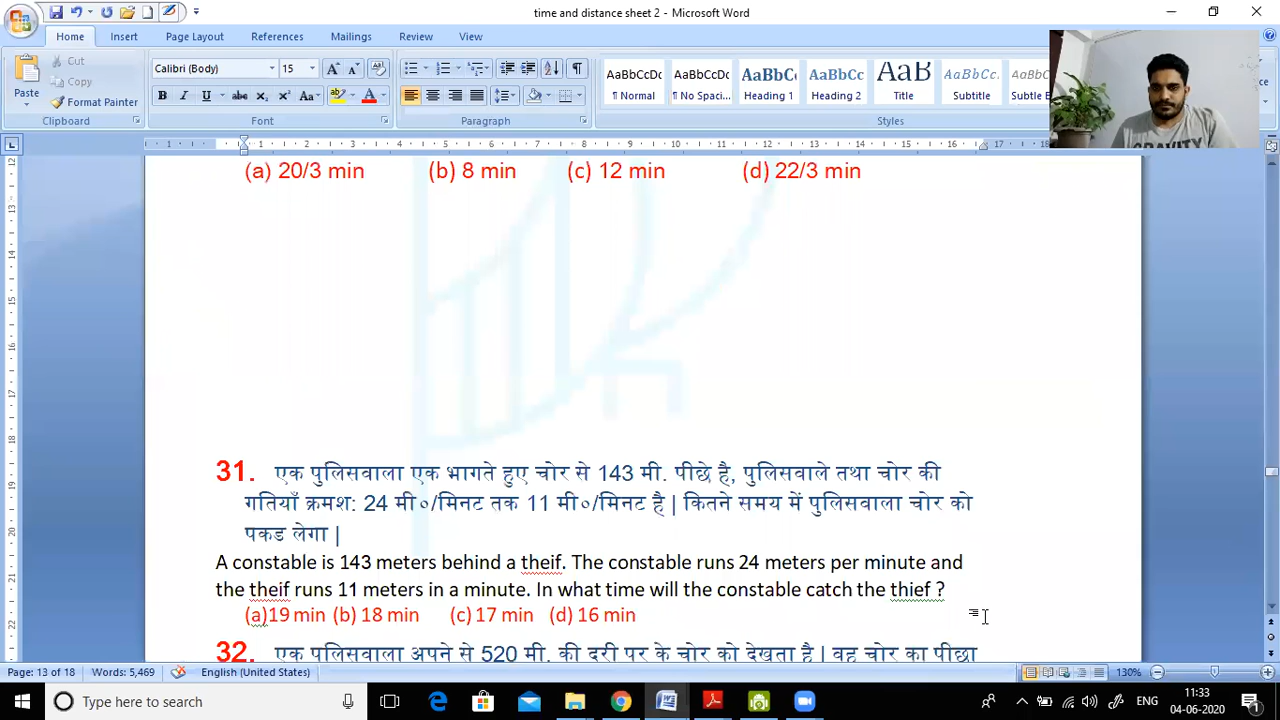 time and distance sheet 2 - Microsoft Word
Home Insert Page Layout References Mailings Review View
Cut
Copy
Format Painter
Paste
Calibri (Body) 15
AaBbCcDc AaBbCcDc AaBbCc AaBbCc AaB AaBbCcI AaBbCcI
¶ Normal ¶ No Spaci... Heading 1 Heading 2 Title Subtitle Subtle E
Clipboard Font Paragraph Styles
(a) 20/3 min (b) 8 min (c) 12 min (d) 22/3 min
31. एक पुलिसवाला एक भागते हुए चोर से 143 मी. पीछे है, पुलिसवाले तथा चोर की
गतियाँ क्रमश: 24 मी०/मिनट तक 11 मी०/मिनट है | कितने समय में पुलिसवाला चोर को
पकड लेगा |
A constable is 143 meters behind a theif. The constable runs 24 meters per minute and
the theif runs 11 meters in a minute. In what time will the constable catch the thief ?
(a)19 min (b) 18 min (c) 17 min (d) 16 min
32. एक पुलिसवाला अपने से 520 मी. की दूरी पर के चोर को देखता है | वह चोर का पीछा
Page: 13 of 18 Words: 5,469 English (United States) 130%
Type here to search
ENG
11:33
04-06-2020